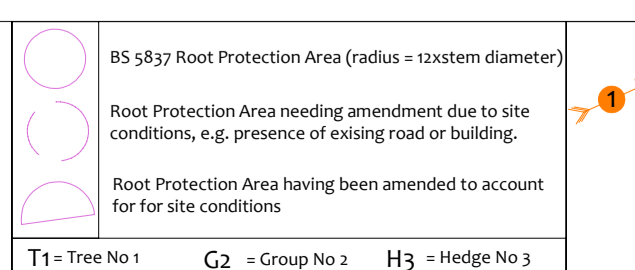 BS 5837 Root Protection Area (radius = 12xstem diameter)
Root Protection Area needing amendment due to site
conditions, e.g. presence of exising road or building.
Root Protection Area having been amended to account
for for site conditions
T1 = Tree No 1 G2 = Group No 2 H3 = Hedge No 3
1